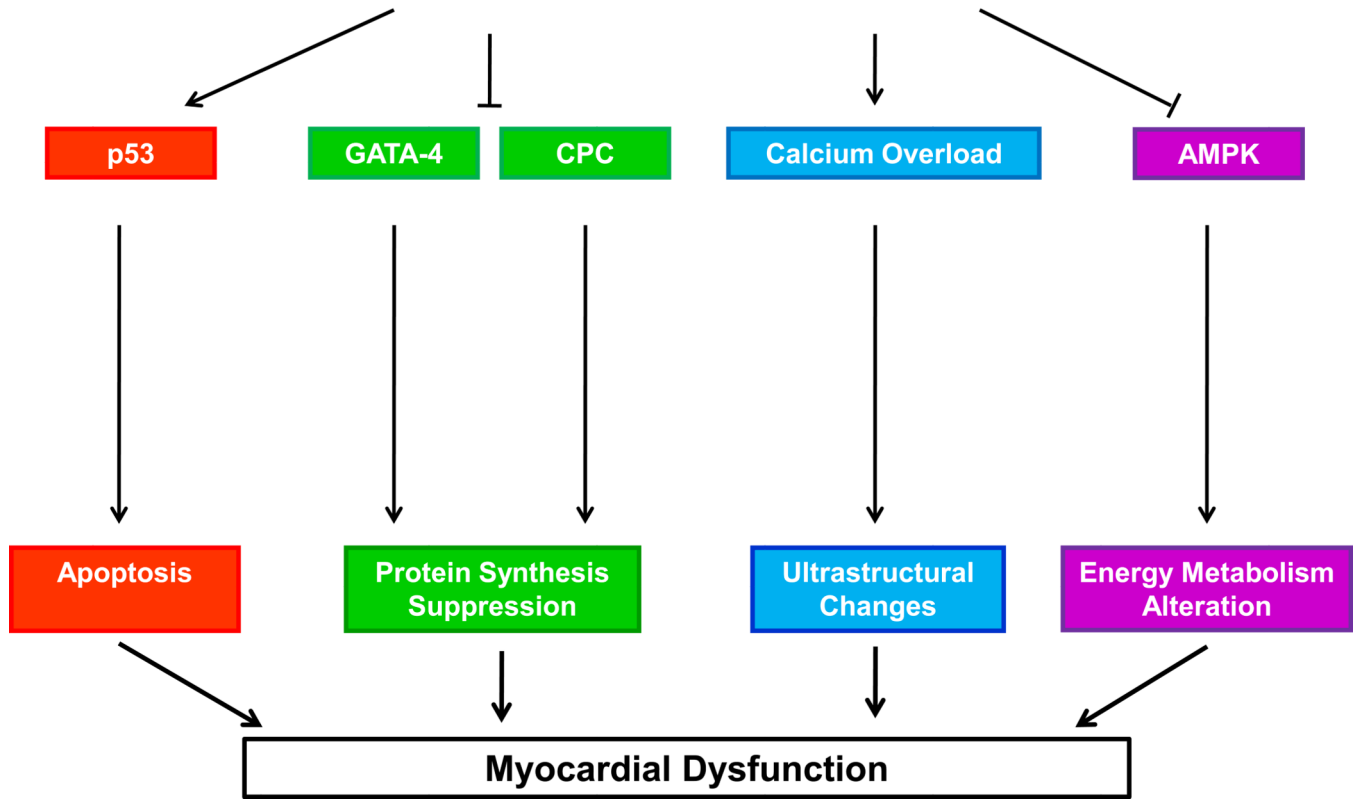 p53
GATA-4
CPC
Calcium Overload
AMPK
Apoptosis
Protein Synthesis
Suppression
Ultrastructural
Changes
Energy Metabolism
Alteration
Myocardial Dysfunction